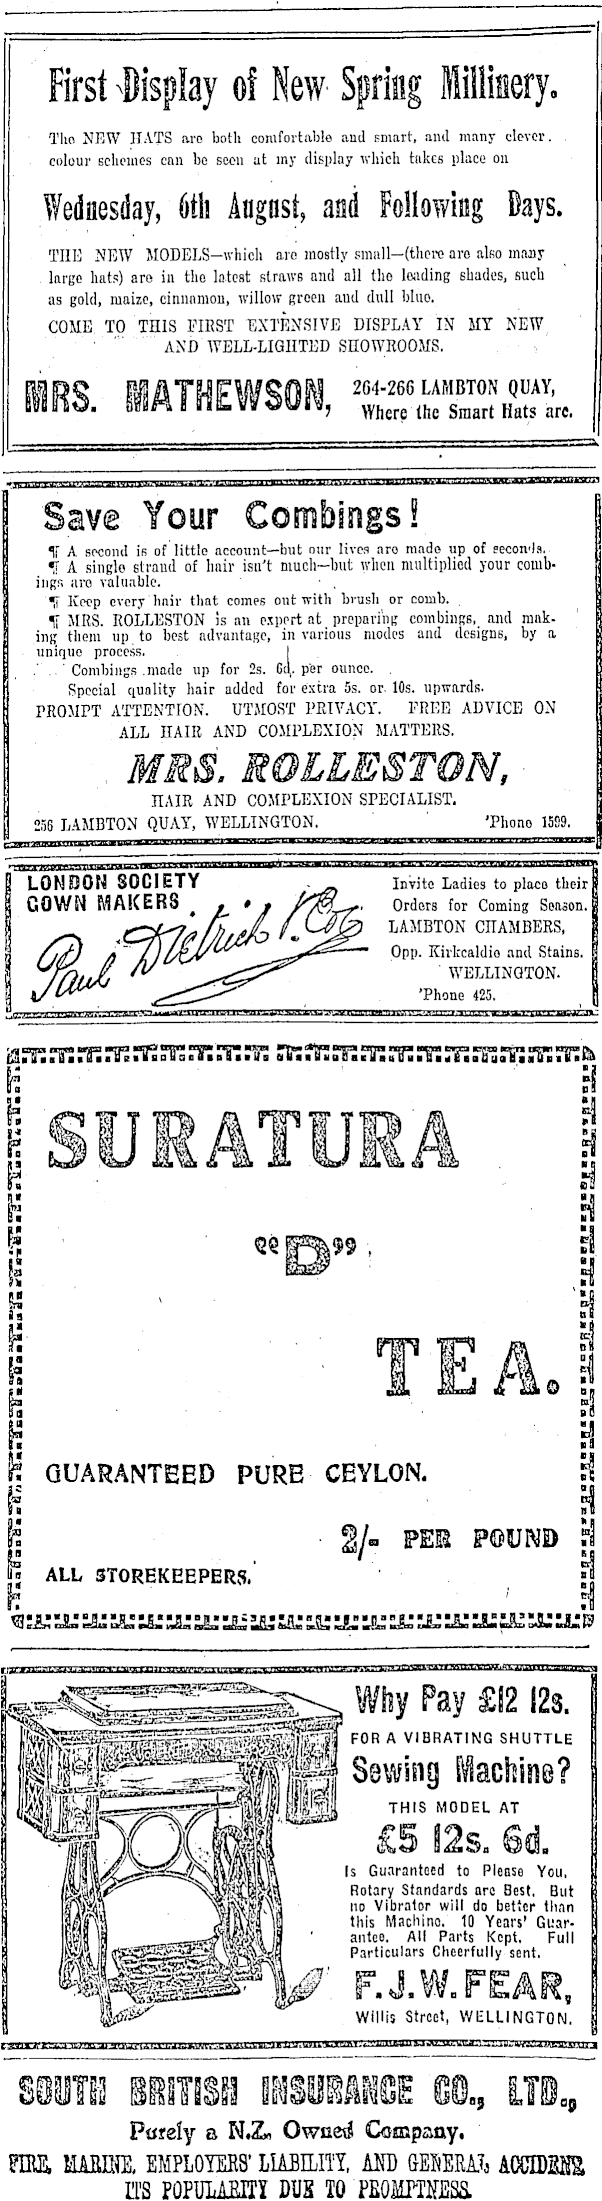 First Display of New Spring Millinery.
The NEW HATS are both comfortable and smart, and many clever
colour schemes can be seen at my display which takes place on
Wednesday, 6th August, and Following Days.
THE NEW MODELS—which are mostly small—(there are also many
large hats) are in the latest straws and all the leading shades, such
as gold, maize, cinnamon, willow green and dull blue.
COME TO THIS FIRST EXTENSIVE DISPLAY IN MY NEW
AND WELL-LIGHTED SHOWROOMS.
MRS. MATHEWSON, 264-266 LAMBTON QUAY,
Where the Smart Hats are.
Save Your Combings!
¶ A second is of little account—but our lives are made up of seconds.
¶ A single strand of hair isn't much—but when multiplied your comb-
ings are valuable.
¶ Keep every hair that comes out with brush or comb.
¶ MRS. ROLLESTON is an expert at preparing combings, and mak-
ing them up to best advantage, in various modes and designs, by a
unique process.
Combings made up for 2s. 6d. per ounce.
Special quality hair added for extra 5s. or 10s. upwards.
PROMPT ATTENTION. UTMOST PRIVACY. FREE ADVICE ON
ALL HAIR AND COMPLEXION MATTERS.
MRS. ROLLESTON,
HAIR AND COMPLEXION SPECIALIST.
256 LAMBTON QUAY, WELLINGTON. 'Phone 1599.
LONDON SOCIETY
GOWN MAKERS
Paul Dietrich & Co
Invite Ladies to place their
Orders for Coming Season.
LAMBTON CHAMBERS,
Opp. Kirkcaldie and Stains.
WELLINGTON.
'Phone 425.
SURATURA
"D"
TEA.
GUARANTEED PURE CEYLON.
2/- PER POUND
ALL STOREKEEPERS.
Why Pay £12 12s.
FOR A VIBRATING SHUTTLE
Sewing Machine?
THIS MODEL AT
£5 12s. 6d.
Is Guaranteed to Please You.
Rotary Standards are Best. But
no Vibrator will do better than
this Machine. 10 Years' Guar-
antee. All Parts Kept. Full
Particulars Cheerfully sent.
F.J.W. FEAR,
Willis Street, WELLINGTON.
SOUTH BRITISH INSURANCE CO., LTD.,
Purely a N.Z. Owned Company.
FIRE, MARINE, EMPLOYERS' LIABILITY, AND GENERAL ACCIDENT.
ITS POPULARITY DUE TO PROMPTNESS.